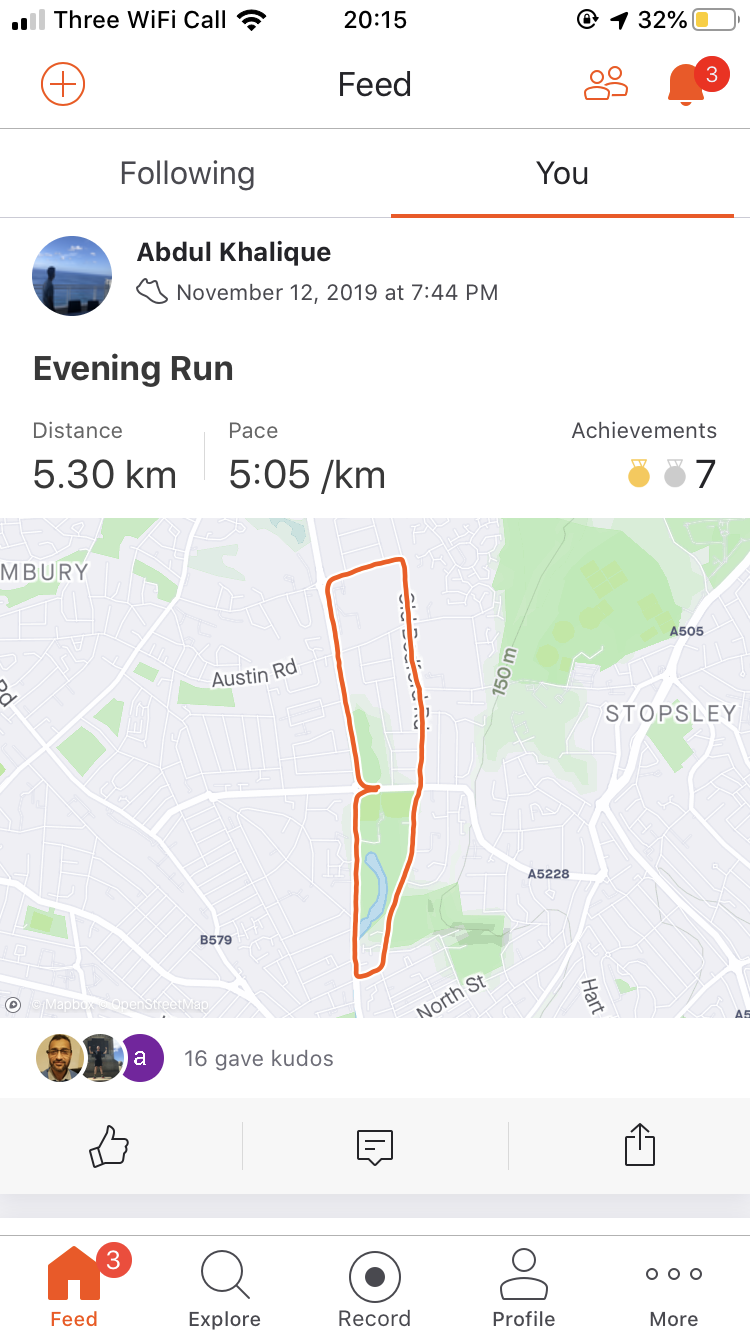 Three WiFi Call 20:15 32%
Feed 3
Following You
Abdul Khalique
November 12, 2019 at 7:44 PM
Evening Run
Distance Pace Achievements
5.30 km 5:05 /km 7
MBURY
A505
Austin Rd
150 m
Rd
STOPSLEY
A5228
B579
North St
Hart
© Mapbox © OpenStreetMap
A5
a 16 gave kudos
3
Feed Explore Record Profile More